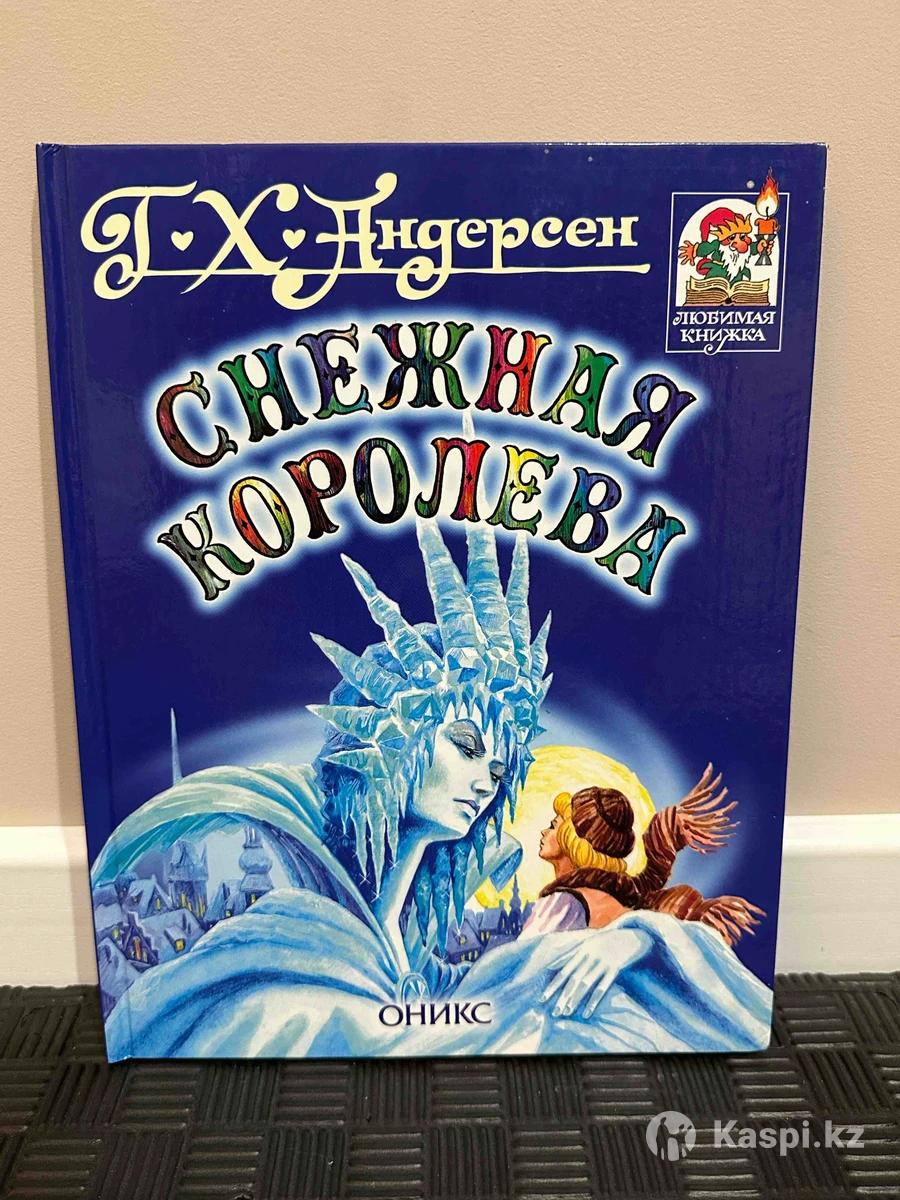 Г·Х·Андерсен
ЛЮБИМАЯ
КНИЖКА
СНЕЖНАЯ
КОРОЛЕВА
ОНИКС
Kaspi.kz